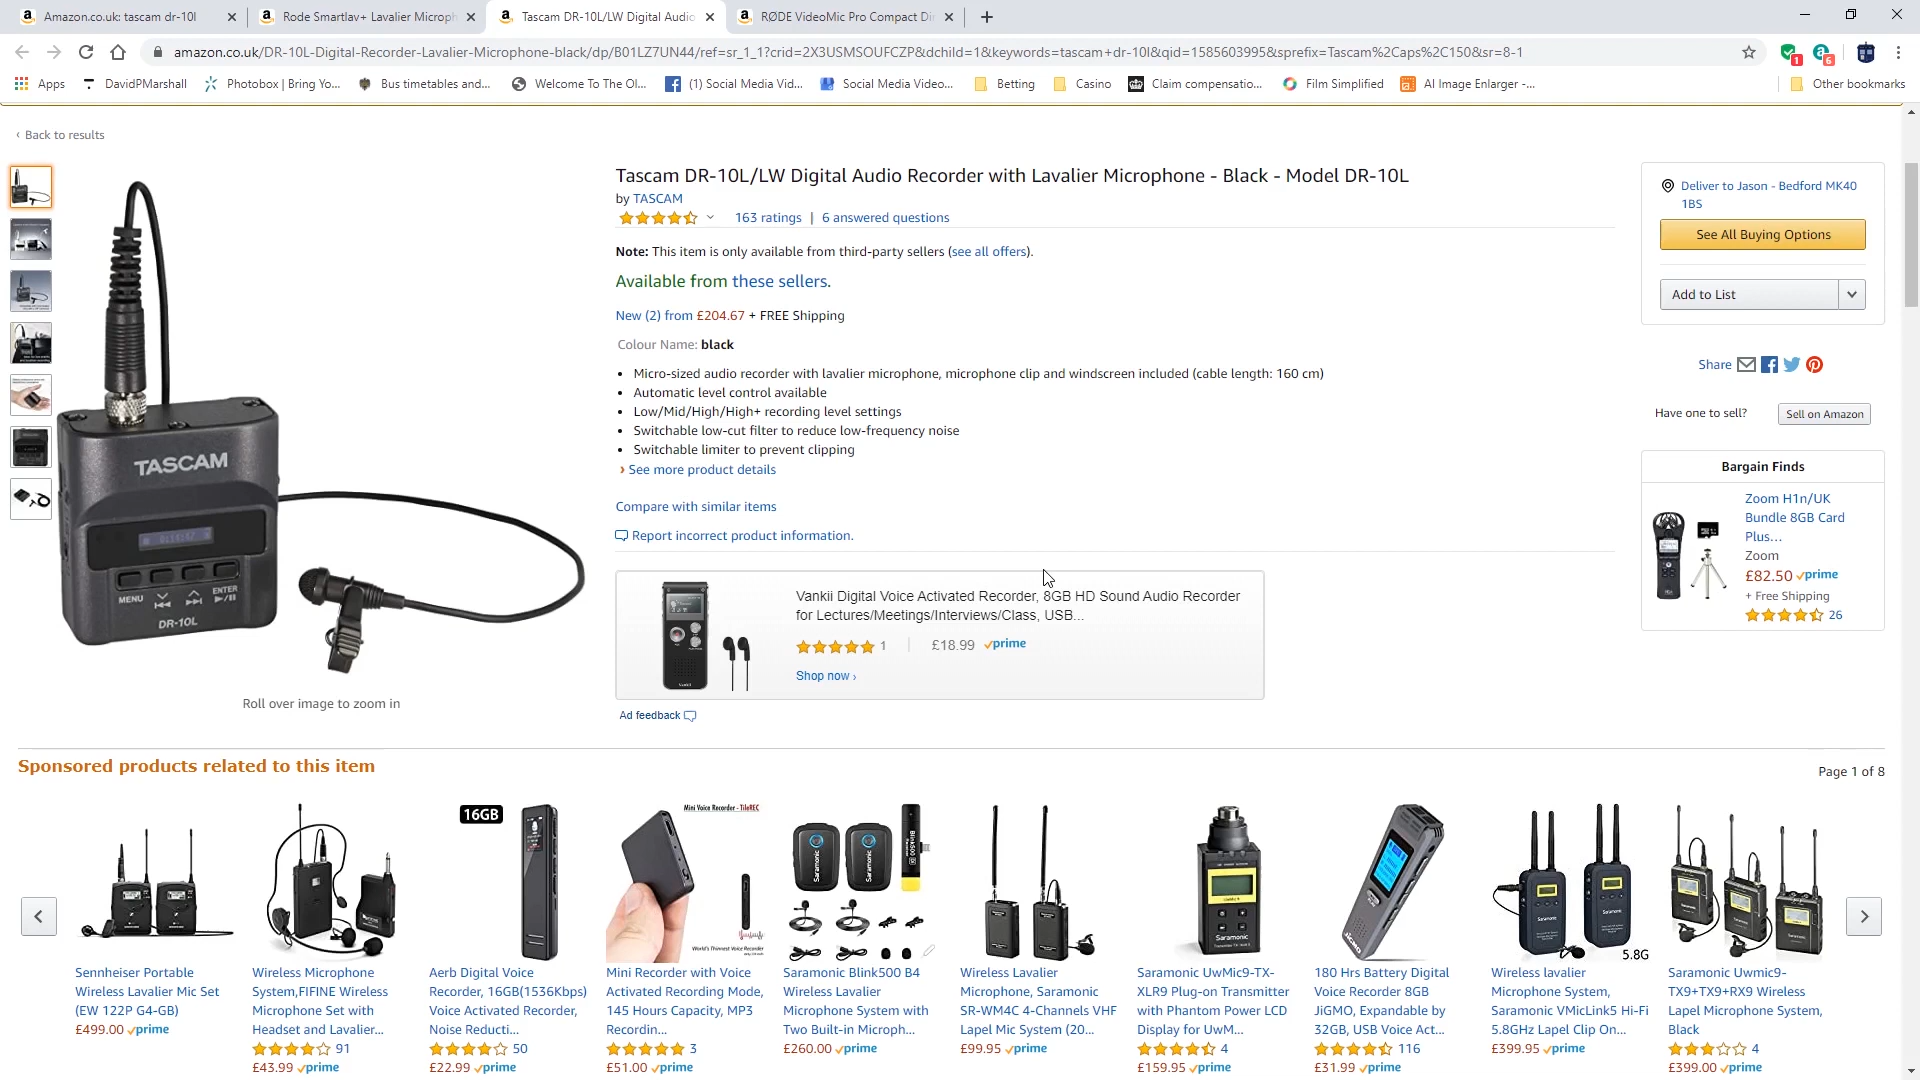 Amazon.co.uk: tascam dr-10l
Rode Smartlav+ Lavalier Microph
Tascam DR-10L/LW Digital Audio
RØDE VideoMic Pro Compact Di
amazon.co.uk/DR-10L-Digital-Recorder-Lavalier-Microphone-black/dp/B01LZ7UN44/ref=sr_1_1?crid=2X3USMSOUFCZP&dchild=1&keywords=tascam+dr-10l&qid=1585603995&sprefix=Tascam%2Caps%2C150&sr=8-1
1
6
Apps
DavidPMarshall
Photobox | Bring Yo...
Bus timetables and...
Welcome To The Ol...
(1) Social Media Vid...
Social Media Video...
Betting
Casino
Claim compensatio...
Film Simplified
AI Image Enlarger -...
Other bookmarks
‹ Back to results
TASCAM
MENU
ENTER
DR-10L
Roll over image to zoom in
Tascam DR-10L/LW Digital Audio Recorder with Lavalier Microphone - Black - Model DR-10L
by TASCAM
163 ratings | 6 answered questions
Note: This item is only available from third-party sellers (see all offers).
Available from these sellers.
New (2) from £204.67 + FREE Shipping
Colour Name: black
• Micro-sized audio recorder with lavalier microphone, microphone clip and windscreen included (cable length: 160 cm)
• Automatic level control available
• Low/Mid/High/High+ recording level settings
• Switchable low-cut filter to reduce low-frequency noise
• Switchable limiter to prevent clipping
› See more product details
Compare with similar items
Report incorrect product information.
Vankii Digital Voice Activated Recorder, 8GB HD Sound Audio Recorder
for Lectures/Meetings/Interviews/Class, USB...
1 | £18.99 prime
Shop now ›
Ad feedback
Deliver to Jason - Bedford MK40
1BS
See All Buying Options
Add to List
Share
Have one to sell?
Sell on Amazon
Bargain Finds
Zoom H1n/UK
Bundle 8GB Card
Plus...
Zoom
£82.50 prime
+ Free Shipping
26
Sponsored products related to this item
Page 1 of 8
Sennheiser Portable
Wireless Lavalier Mic Set
(EW 122P G4-GB)
£499.00 prime
Wireless Microphone
System,FIFINE Wireless
Microphone Set with
Headset and Lavalier...
91
£43.99 prime
16GB
Aerb Digital Voice
Recorder, 16GB(1536Kbps)
Voice Activated Recorder,
Noise Reducti...
50
£22.99 prime
Mini Voice Recorder - TileREC
World's Thinnest Voice Recorder
Mini Recorder with Voice
Activated Recording Mode,
145 Hours Capacity, MP3
Recordin...
3
£51.00 prime
Saramonic
Saramonic
Blink500
Saramonic Blink500 B4
Wireless Lavalier
Microphone System with
Two Built-in Microph...
£260.00 prime
Wireless Lavalier
Microphone, Saramonic
SR-WM4C 4-Channels VHF
Lapel Mic System (20...
£99.95 prime
Saramonic
Saramonic UwMic9-TX-
XLR9 Plug-on Transmitter
with Phantom Power LCD
Display for UwM...
4
£159.95 prime
JiGMO
180 Hrs Battery Digital
Voice Recorder 8GB
JiGMO, Expandable by
32GB, USB Voice Act...
116
£31.99 prime
5.8G
Wireless lavalier
Microphone System,
Saramonic VMicLink5 Hi-Fi
5.8GHz Lapel Clip On...
£399.95 prime
Saramonic Uwmic9-
TX9+TX9+RX9 Wireless
Lapel Microphone System,
Black
4
£399.00 prime